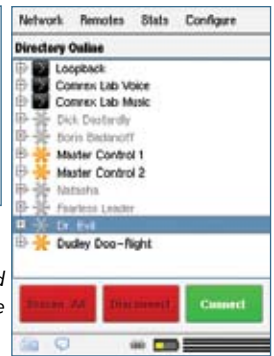 Network Remotes Stats Configure
Directory Online
Loopback
Comrex Lab Voice
Comrex Lab Music
Dick Dastardly
Boris Badanoff
Master Control 1
Master Control 2
Natasha
Fearless Leader
Dr. Evil
Dudley Doo-Right
Disconnect Connect